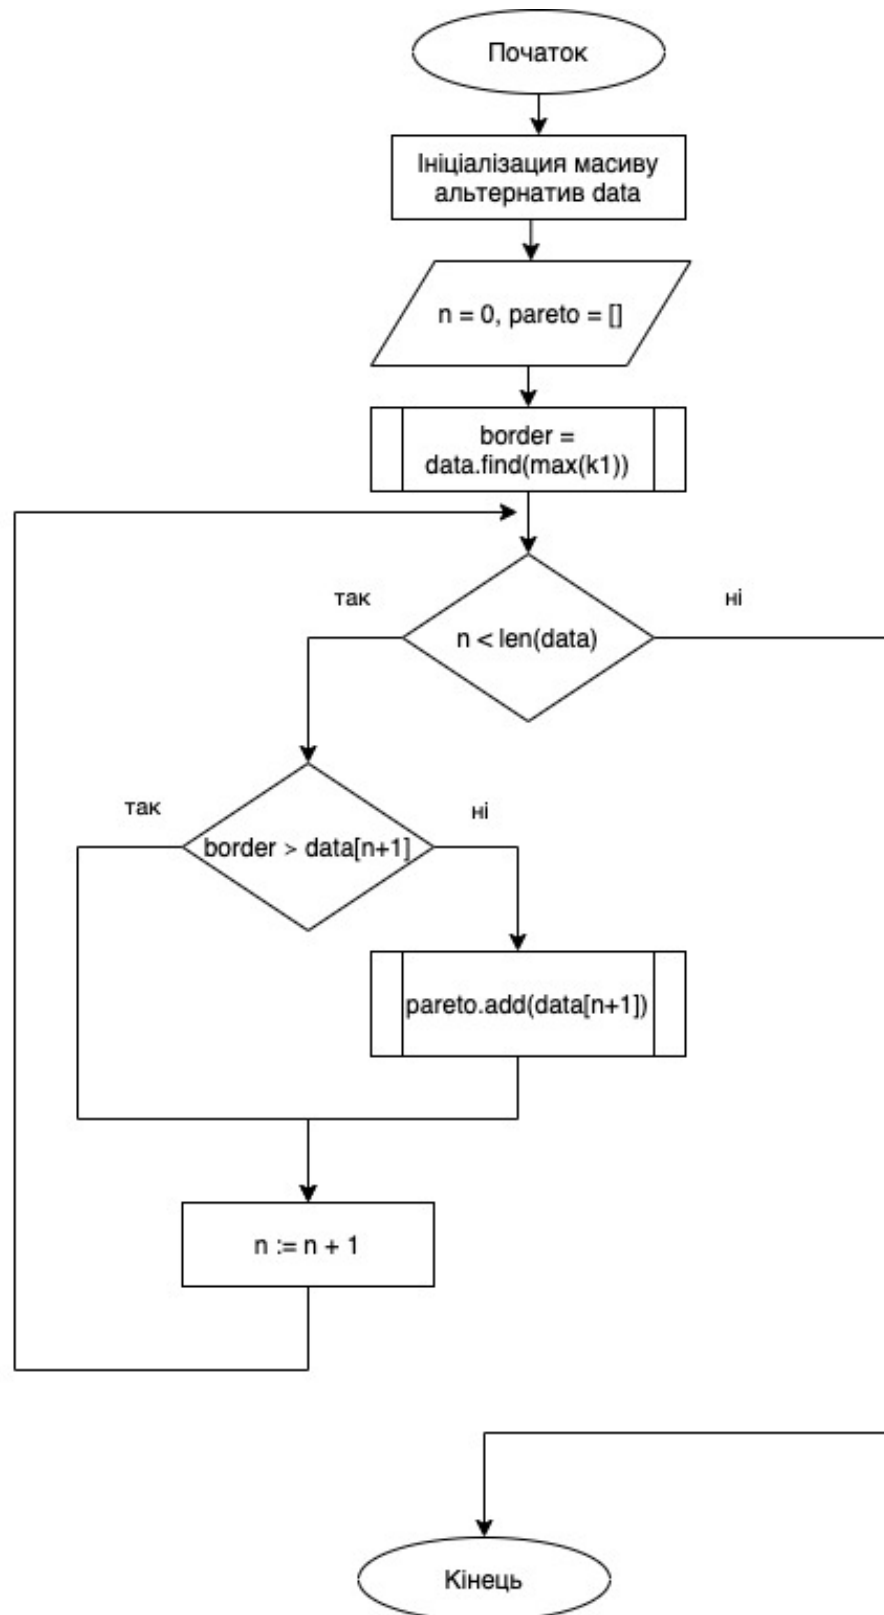 Початок
Ініціалізация масиву
альтернатив data
n = 0, pareto = []
border =
data.find(max(k1))
так
ні
n < len(data)
так
ні
border > data[n+1]
pareto.add(data[n+1])
n := n + 1
Кінець